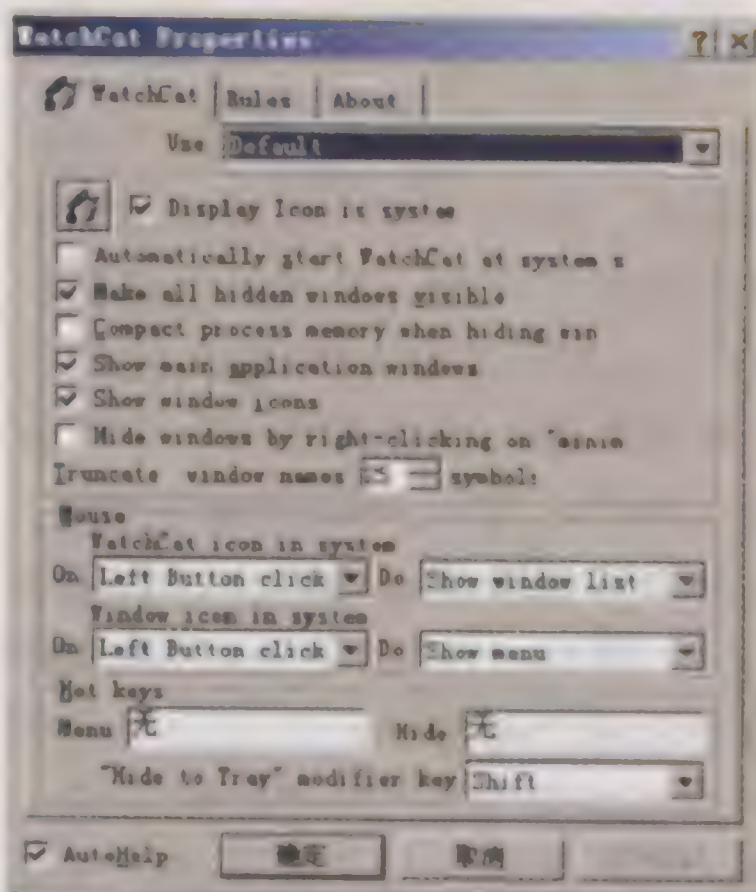 WatchCat Properties
WatchCat Rules About
Use Default
Display Icon in system
Automatically start WatchCat at system s
Make all hidden windows visible
Compact process memory when hiding win
Show main application windows
Show window icons
Hide windows by right-clicking on "minim
Truncate window names symbols
Mouse
WatchCat icon in system
On Left Button click Do Show window list
Window icon in system
On Left Button click Do Show menu
Hot keys
Menu 无 Hide 无
"Hide to Tray" modifier key Shift
AutoHelp 确定 取消